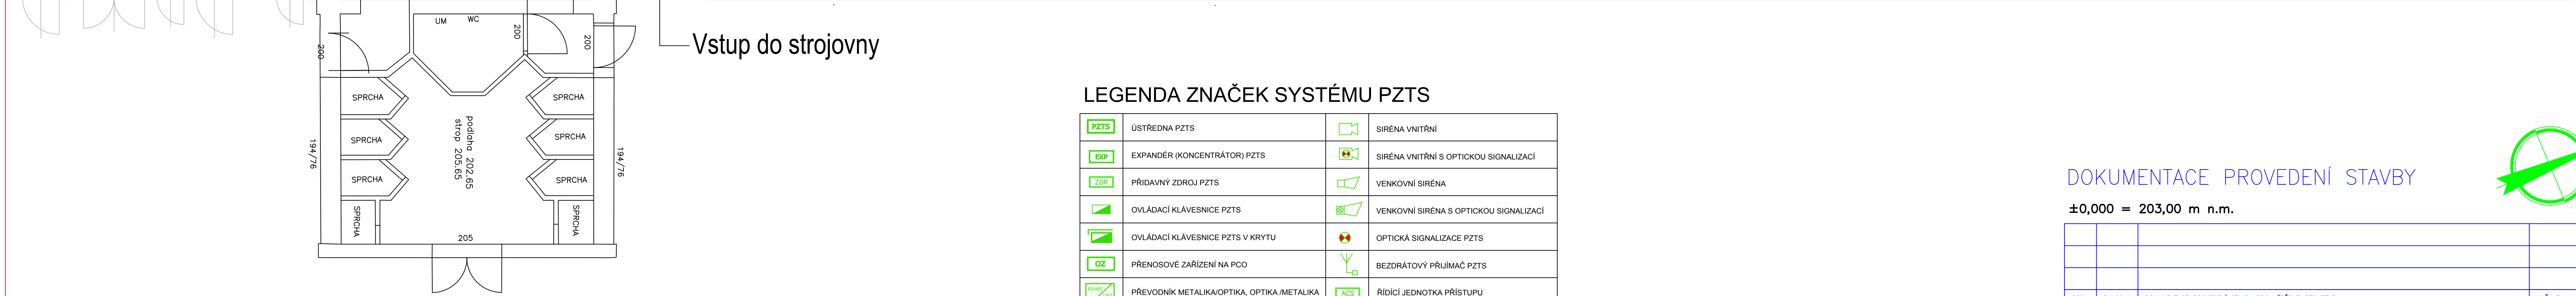 UM WC
200
200
200
Vstup do strojovny
SPRCHA SPRCHA
SPRCHA SPRCHA
SPRCHA SPRCHA
SPRCHA SPRCHA
podlaha 202.65
strop 205.65
194/76
194/76
205
LEGENDA ZNAČEK SYSTÉMU PZTS
PZTS ÚSTŘEDNA PZTS SIRÉNA VNITŘNÍ
EXP EXPANDÉR (KONCENTRÁTOR) PZTS SIRÉNA VNITŘNÍ S OPTICKOU SIGNALIZACÍ
ZDR PŘIDAVNÝ ZDROJ PZTS VENKOVNÍ SIRÉNA
OVLÁDACÍ KLÁVESNICE PZTS VENKOVNÍ SIRÉNA S OPTICKOU SIGNALIZACÍ
OVLÁDACÍ KLÁVESNICE PZTS V KRYTU OPTICKÁ SIGNALIZACE PZTS
OZ PŘENOSOVÉ ZAŘÍZENÍ NA PCO BEZDRÁTOVÝ PŘIJÍMAČ PZTS
RS485 PŘEVODNÍK METALIKA/OPTIKA, OPTIKA /METALIKA ACS ŘÍDÍCÍ JEDNOTKA PŘÍSTUPU
DOKUMENTACE PROVEDENÍ STAVBY
±0,000 = 203,00 m n.m.